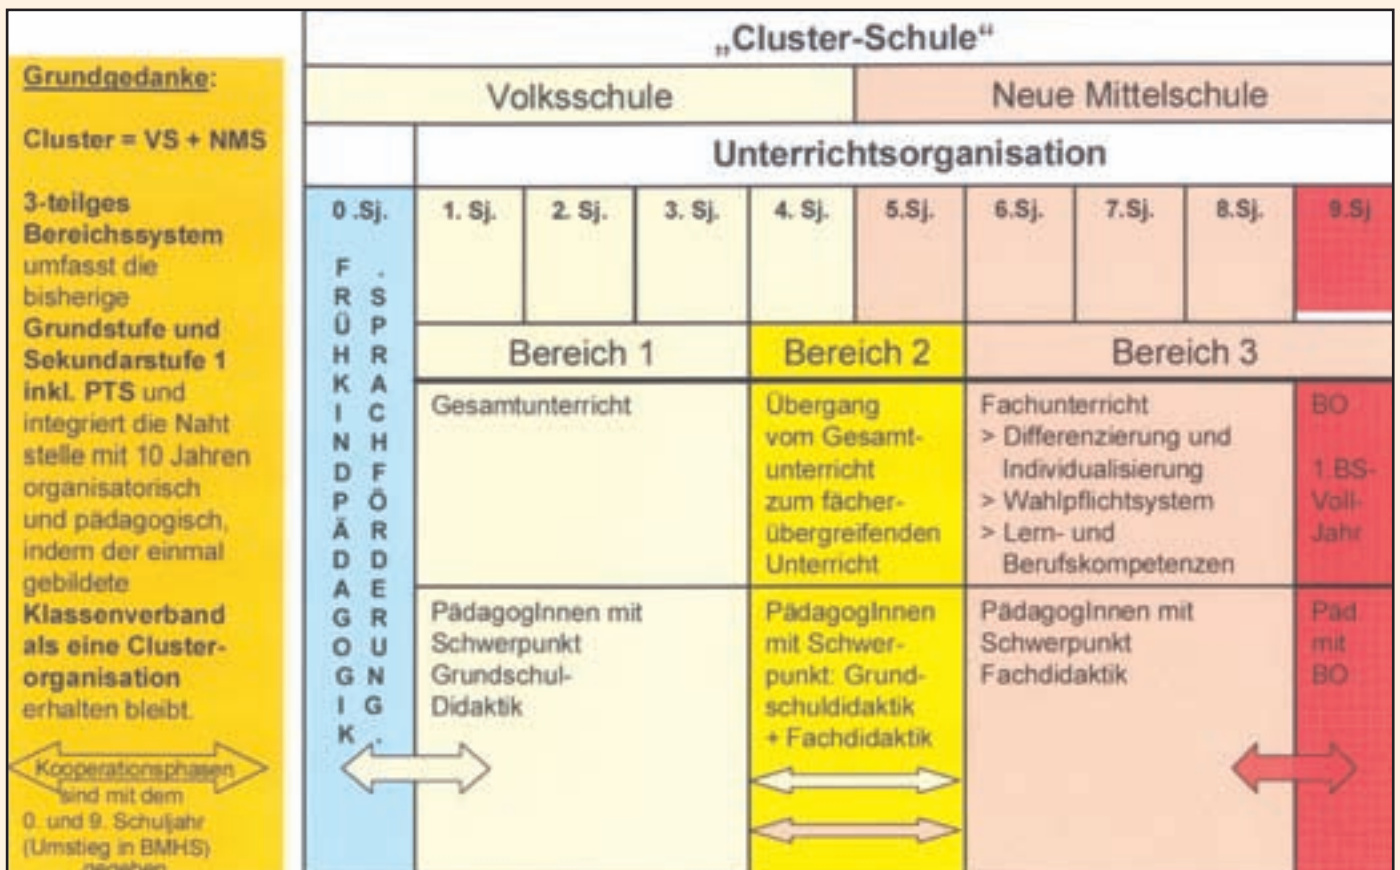 Grundgedanke:
Cluster = VS + NMS
3-teilges
Bereichssystem
umfasst die
bisherige
Grundstufe und
Sekundarstufe 1
inkl. PTS und
integriert die Naht
stelle mit 10 Jahren
organisatorisch
und pädagogisch,
indem der einmal
gebildete
Klassenverband
als eine Cluster-
organisation
erhalten bleibt.
Kooperationsphasen
sind mit dem
0. und 9. Schuljahr
(Umstieg in BMHS)
gegeben
„Cluster-Schule“
Volksschule
Neue Mittelschule
Unterrichtsorganisation
0 .Sj.
1. Sj.
2. Sj.
3. Sj.
4. Sj.
5.Sj.
6.Sj.
7.Sj.
8.Sj.
9.Sj
FRÜHKINDPÄDAGOGIK
. SPRACHFÖRDERUNG .
Bereich 1
Bereich 2
Bereich 3
Gesamtunterricht
Übergang
vom Gesamt-
unterricht
zum fächer-
übergreifenden
Unterricht
Fachunterricht
> Differenzierung und
Individualisierung
> Wahlpflichtsystem
> Lern- und
Berufskompetenzen
BO
1.BS-
Voll-
Jahr
PädagogInnen mit
Schwerpunkt
Grundschul-
Didaktik
PädagogInnen
mit Schwer-
punkt: Grund-
schuldidaktik
+ Fachdidaktik
PädagogInnen mit
Schwerpunkt
Fachdidaktik
Päd
mit
BO